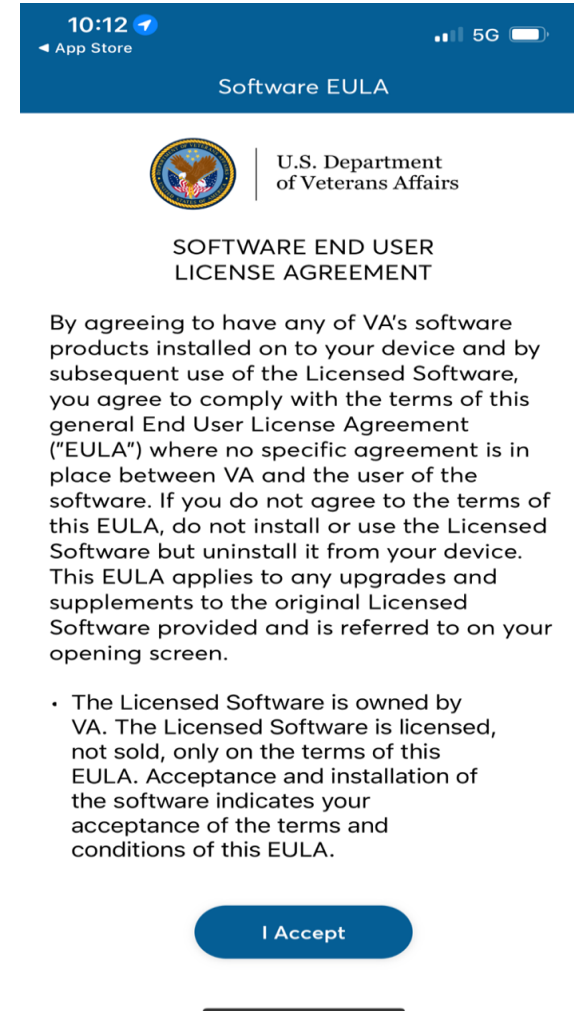 10:12
5G
◀ App Store
Software EULA
U.S. Department
of Veterans Affairs
SOFTWARE END USER
LICENSE AGREEMENT
By agreeing to have any of VA's software
products installed on to your device and by
subsequent use of the Licensed Software,
you agree to comply with the terms of this
general End User License Agreement
("EULA") where no specific agreement is in
place between VA and the user of the
software. If you do not agree to the terms of
this EULA, do not install or use the Licensed
Software but uninstall it from your device.
This EULA applies to any upgrades and
supplements to the original Licensed
Software provided and is referred to on your
opening screen.
• The Licensed Software is owned by
VA. The Licensed Software is licensed,
not sold, only on the terms of this
EULA. Acceptance and installation of
the software indicates your
acceptance of the terms and
conditions of this EULA.
I Accept